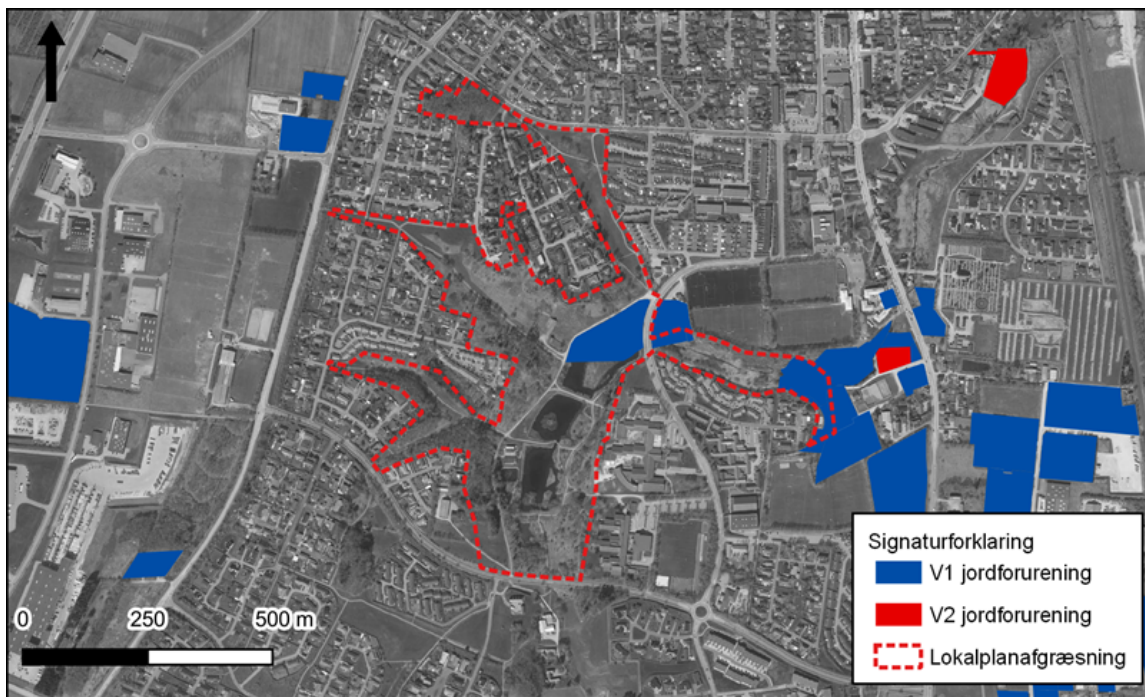 Signaturforklaring
V1 jordforurening
V2 jordforurening
Lokalplanafgræsning
0 250 500 m